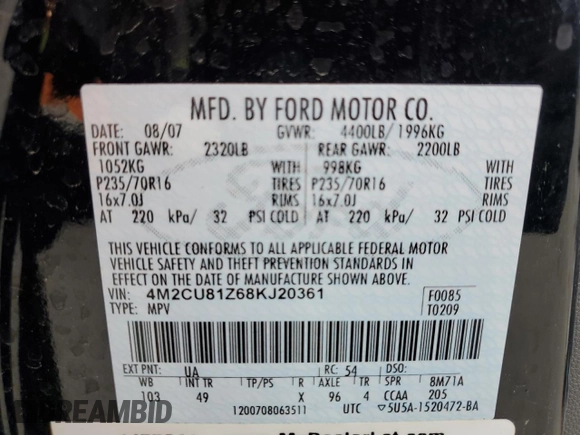 MFD. BY FORD MOTOR CO.
DATE: 08/07 GVWR: 4400LB/ 1996KG
FRONT GAWR: 2320LB REAR GAWR: 2200LB
1052KG WITH 998KG WITH
P235/70R16 TIRES P235/70R16 TIRES
16x7.0J RIMS 16x7.0J RIMS
AT 220 kPa/ 32 PSI COLD AT 220 kPa/ 32 PSI COLD
THIS VEHICLE CONFORMS TO ALL APPLICABLE FEDERAL MOTOR
VEHICLE SAFETY AND THEFT PREVENTION STANDARDS IN
EFFECT ON THE DATE OF MANUFACTURE SHOWN ABOVE.
VIN: 4M2CU81Z68KJ20361 F0085
TYPE: MPV T0209
EXT PNT: UA RC: 54 DSO:
WB INT TR TP/PS R AXLE TR SPR 8M71A
103 49 X 96 4 CCAA 205
1200708063511 UTC ▽5U5A-1520472-BA
AUTOBIDREAMBID